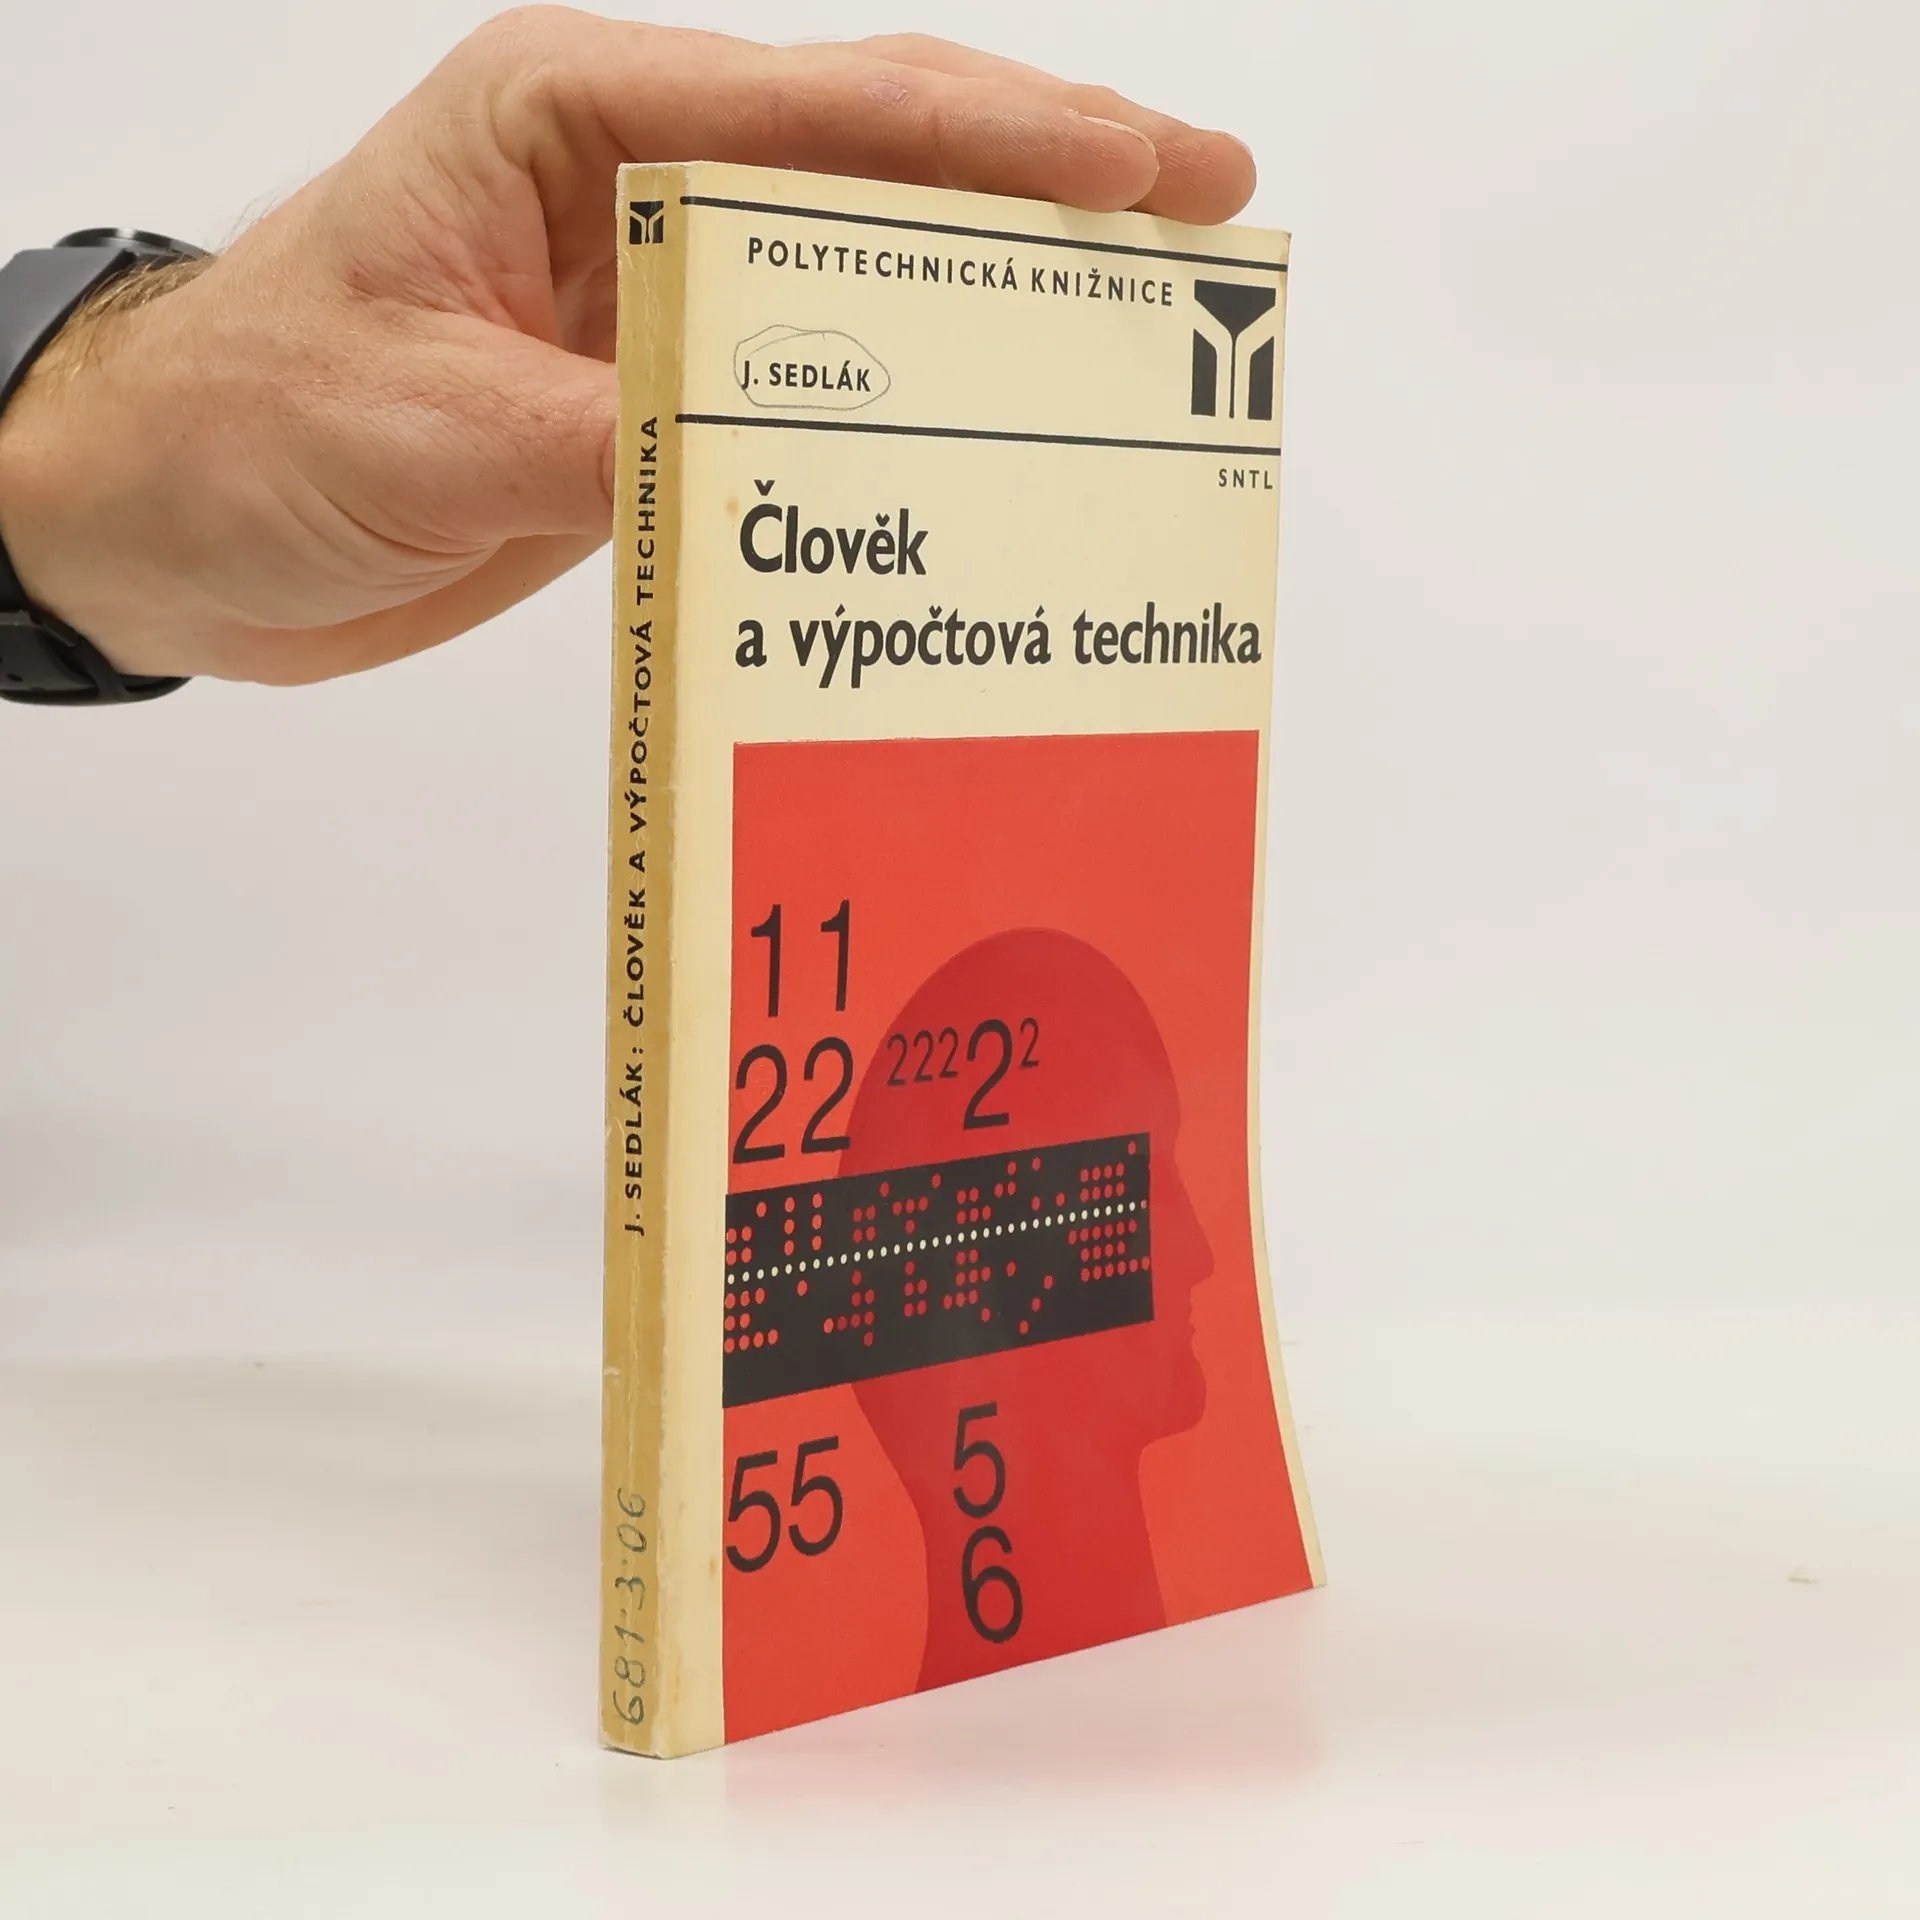 POLYTECHNICKÁ KNIŽNICE
J. SEDLÁK
SNTL
Člověk
a výpočtová technika
11
22 222 2²
55 5
6
J. SEDLÁK: ČLOVĚK A VÝPOČTOVÁ TECHNIKA
681.3.06